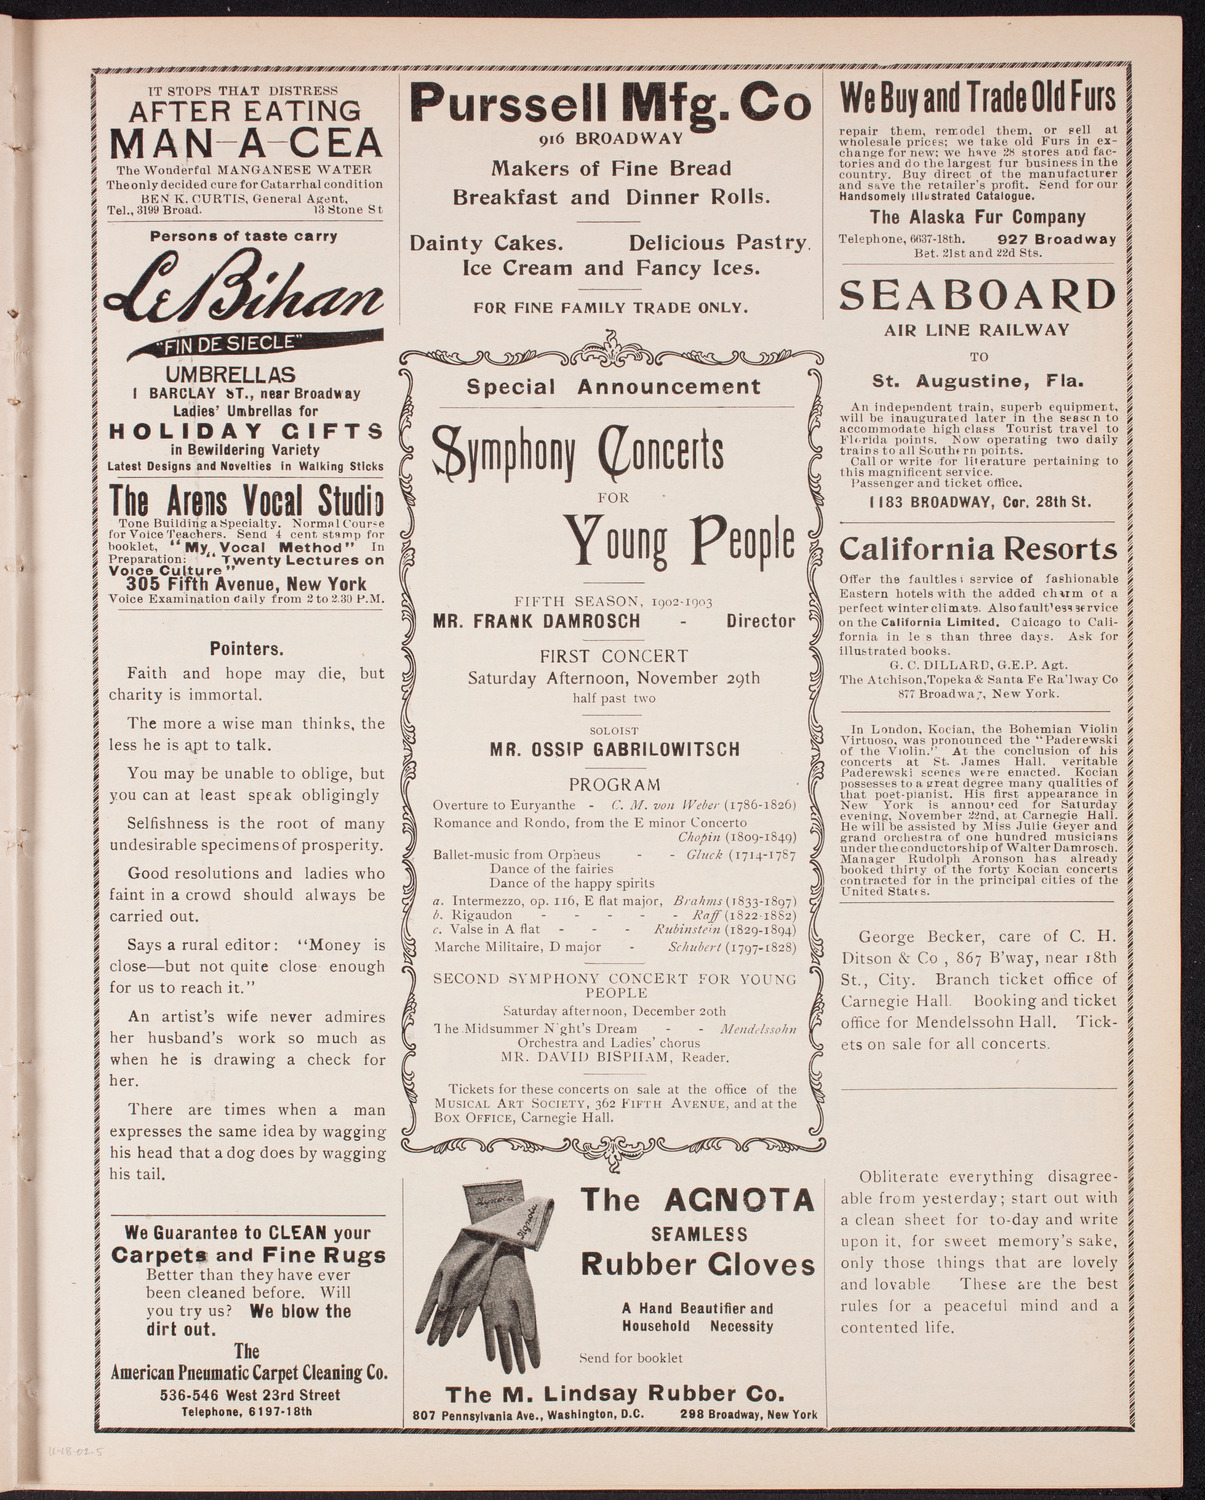 IT STOPS THAT DISTRESS
AFTER EATING
MAN-A-CEA
The Wonderful MANGANESE WATER
The only decided cure for Catarrhal condition
BEN K. CURTIS, General Agent,
Tel., 3199 Broad. 13 Stone St
Persons of taste carry
Le Bihan
"FIN DE SIECLE"
UMBRELLAS
1 BARCLAY ST., near Broadway
Ladies' Umbrellas for
HOLIDAY GIFTS
in Bewildering Variety
Latest Designs and Novelties in Walking Sticks
The Arens Vocal Studio
Tone Building a Specialty. Normal Course
for Voice Teachers. Send 4 cent stamp for
booklet, "My Vocal Method" In
Preparation: "Twenty Lectures on
Voice Culture"
305 Fifth Avenue, New York
Voice Examination daily from 2 to 2.30 P.M.
Pointers.
Faith and hope may die, but
charity is immortal.
The more a wise man thinks, the
less he is apt to talk.
You may be unable to oblige, but
you can at least speak obligingly
Selfishness is the root of many
undesirable specimens of prosperity.
Good resolutions and ladies who
faint in a crowd should always be
carried out.
Says a rural editor: "Money is
close—but not quite close enough
for us to reach it."
An artist's wife never admires
her husband's work so much as
when he is drawing a check for
her.
There are times when a man
expresses the same idea by wagging
his head that a dog does by wagging
his tail.
We Guarantee to CLEAN your
Carpets and Fine Rugs
Better than they have ever
been cleaned before. Will
you try us? We blow the
dirt out.
The
American Pneumatic Carpet Cleaning Co.
536-546 West 23rd Street
Telephone, 6197-18th
Purssell Mfg. Co
916 BROADWAY
Makers of Fine Bread
Breakfast and Dinner Rolls.
Dainty Cakes. Delicious Pastry.
Ice Cream and Fancy Ices.
FOR FINE FAMILY TRADE ONLY.
Special Announcement
Symphony Concerts
FOR
Young People
FIFTH SEASON, 1902-1903
MR. FRANK DAMROSCH - Director
FIRST CONCERT
Saturday Afternoon, November 29th
half past two
SOLOIST
MR. OSSIP GABRILOWITSCH
PROGRAM
Overture to Euryanthe - C. M. von Weber (1786-1826)
Romance and Rondo, from the E minor Concerto
Chopin (1809-1849)
Ballet-music from Orpheus - - Gluck (1714-1787
Dance of the fairies
Dance of the happy spirits
a. Intermezzo, op. 116, E flat major, Brahms (1833-1897)
b. Rigaudon - - - - - Raff (1822-1882)
c. Valse in A flat - - - Rubinstein (1829-1894)
Marche Militaire, D major - Schubert (1797-1828)
SECOND SYMPHONY CONCERT FOR YOUNG
PEOPLE
Saturday afternoon, December 20th
The Midsummer N'ght's Dream - - Mendelssohn
Orchestra and Ladies' chorus
MR. DAVID BISPHAM, Reader.
Tickets for these concerts on sale at the office of the
MUSICAL ART SOCIETY, 362 FIFTH AVENUE, and at the
BOX OFFICE, Carnegie Hall.
Agnota
Agnota
The AGNOTA
SEAMLESS
Rubber Gloves
A Hand Beautifier and
Household Necessity
Send for booklet
The M. Lindsay Rubber Co.
807 Pennsylvania Ave., Washington, D.C. 298 Broadway, New York
We Buy and Trade Old Furs
repair them, remodel them, or sell at
wholesale prices; we take old Furs in ex-
change for new; we have 28 stores and fac-
tories and do the largest fur business in the
country. Buy direct of the manufacturer
and save the retailer's profit. Send for our
Handsomely illustrated Catalogue.
The Alaska Fur Company
Telephone, 6637-18th. 927 Broadway
Bet. 21st and 22d Sts.
SEABOARD
AIR LINE RAILWAY
TO
St. Augustine, Fla.
An independent train, superb equipment,
will be inaugurated later in the season to
accommodate high class Tourist travel to
Florida points. Now operating two daily
trains to all Southern points.
Call or write for literature pertaining to
this magnificent service.
Passenger and ticket office,
1183 BROADWAY, Cor. 28th St.
California Resorts
Offer the faultless service of fashionable
Eastern hotels with the added charm of a
perfect winter climate. Also faultless service
on the California Limited. Chicago to Cali-
fornia in le s than three days. Ask for
illustrated books.
G. C. DILLARD, G.E.P. Agt.
The Atchison, Topeka & Santa Fe Ra'lway Co
877 Broadway, New York.
In London, Kocian, the Bohemian Violin
Virtuoso, was pronounced the "Paderewski
of the Violin." At the conclusion of his
concerts at St. James Hall, veritable
Paderewski scenes were enacted. Kocian
possesses to a great degree many qualities of
that poet-pianist. His first appearance in
New York is announced for Saturday
evening, November 22nd, at Carnegie Hall.
He will be assisted by Miss Julie Geyer and
grand orchestra of one hundred musicians
under the conductorship of Walter Damrosch.
Manager Rudolph Aronson has already
booked thirty of the forty Kocian concerts
contracted for in the principal cities of the
United States.
George Becker, care of C. H.
Ditson & Co , 867 B'way, near 18th
St., City. Branch ticket office of
Carnegie Hall. Booking and ticket
office for Mendelssohn Hall. Tick-
ets on sale for all concerts.
Obliterate everything disagree-
able from yesterday; start out with
a clean sheet for to-day and write
upon it, for sweet memory's sake,
only those things that are lovely
and lovable These are the best
rules for a peaceful mind and a
contented life.
11-18-02-5